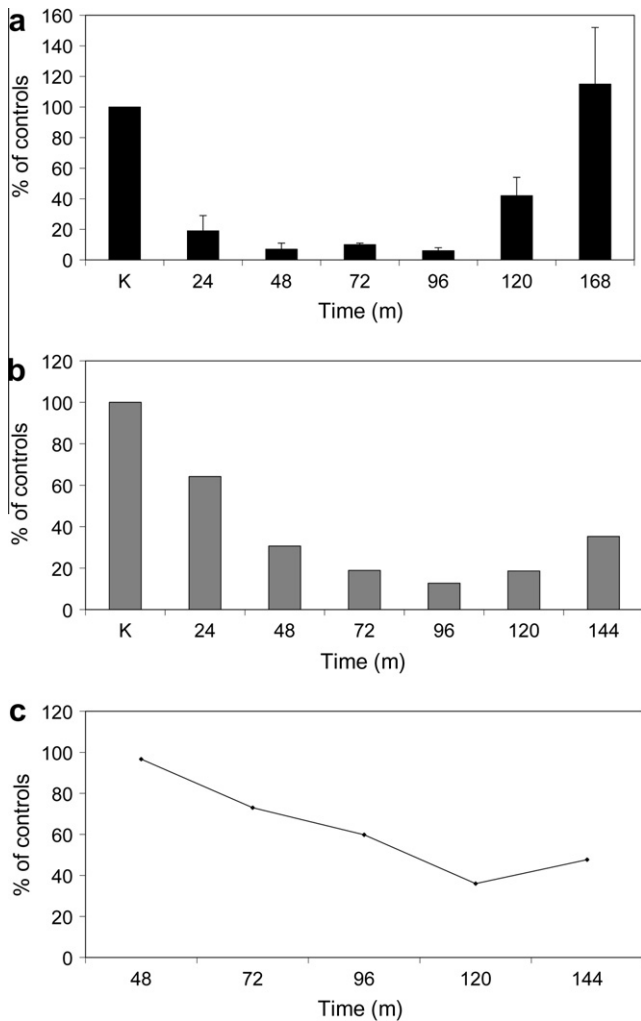 a
160
140
120
100
80
60
40
20
0
% of controls
K 24 48 72 96 120 168
Time (m)
b
120
100
80
60
40
20
0
% of controls
K 24 48 72 96 120 144
Time (m)
c
120
100
80
60
40
20
0
% of controls
48 72 96 120 144
Time (m)